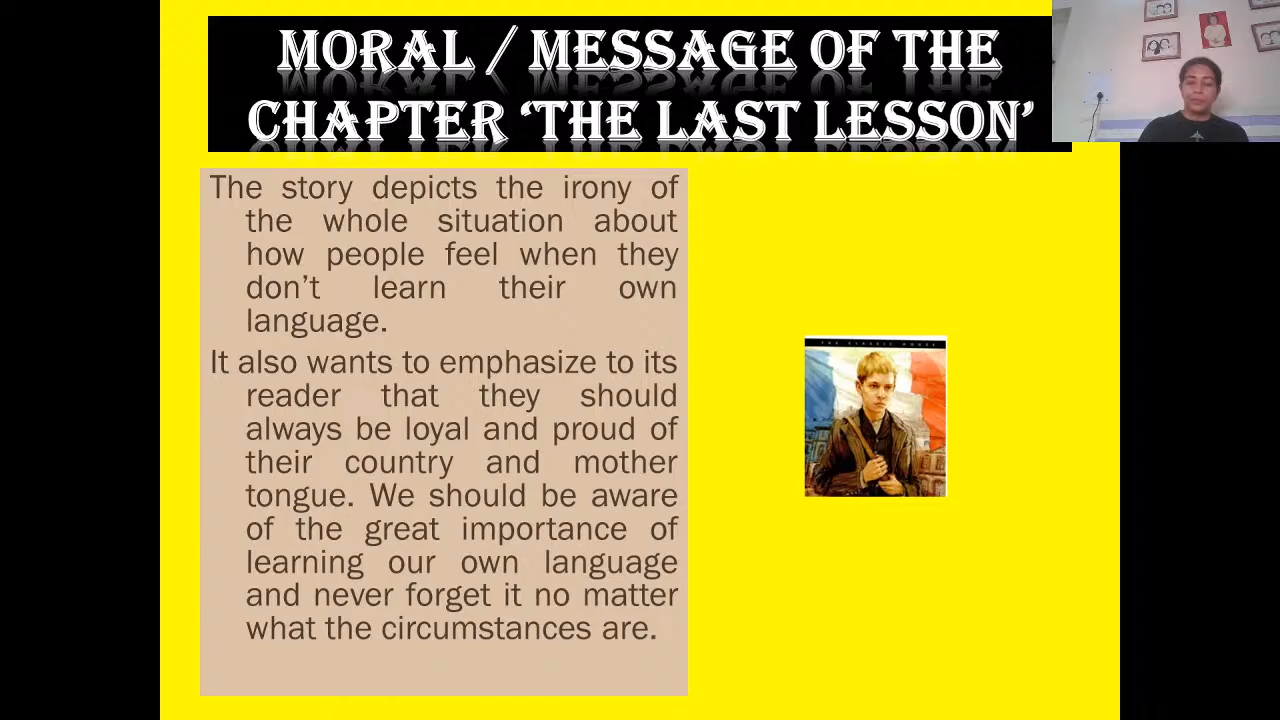 MORAL / MESSAGE OF THE
CHAPTER ‘THE LAST LESSON’
The story depicts the irony of
the whole situation about
how people feel when they
don’t learn their own
language.
It also wants to emphasize to its
reader that they should
always be loyal and proud of
their country and mother
tongue. We should be aware
of the great importance of
learning our own language
and never forget it no matter
what the circumstances are.